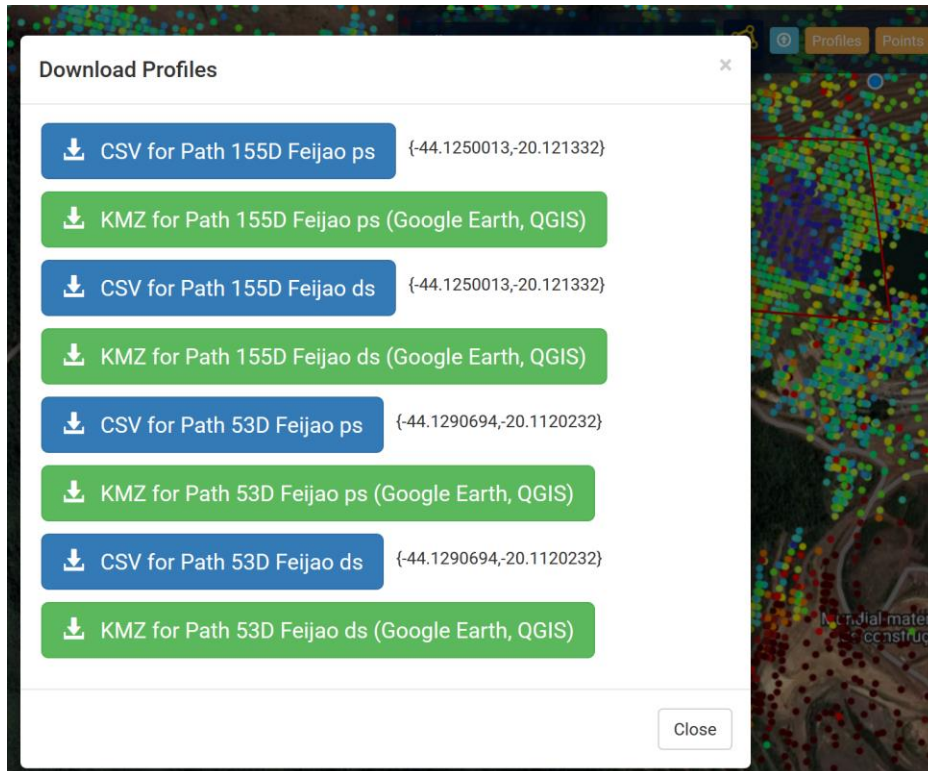 Profiles
Points
Download Profiles
×
CSV for Path 155D Feijao ps
{-44.1250013,-20.121332}
KMZ for Path 155D Feijao ps (Google Earth, QGIS)
CSV for Path 155D Feijao ds
{-44.1250013,-20.121332}
KMZ for Path 155D Feijao ds (Google Earth, QGIS)
CSV for Path 53D Feijao ps
{-44.1290694,-20.1120232}
KMZ for Path 53D Feijao ps (Google Earth, QGIS)
CSV for Path 53D Feijao ds
{-44.1290694,-20.1120232}
KMZ for Path 53D Feijao ds (Google Earth, QGIS)
Close